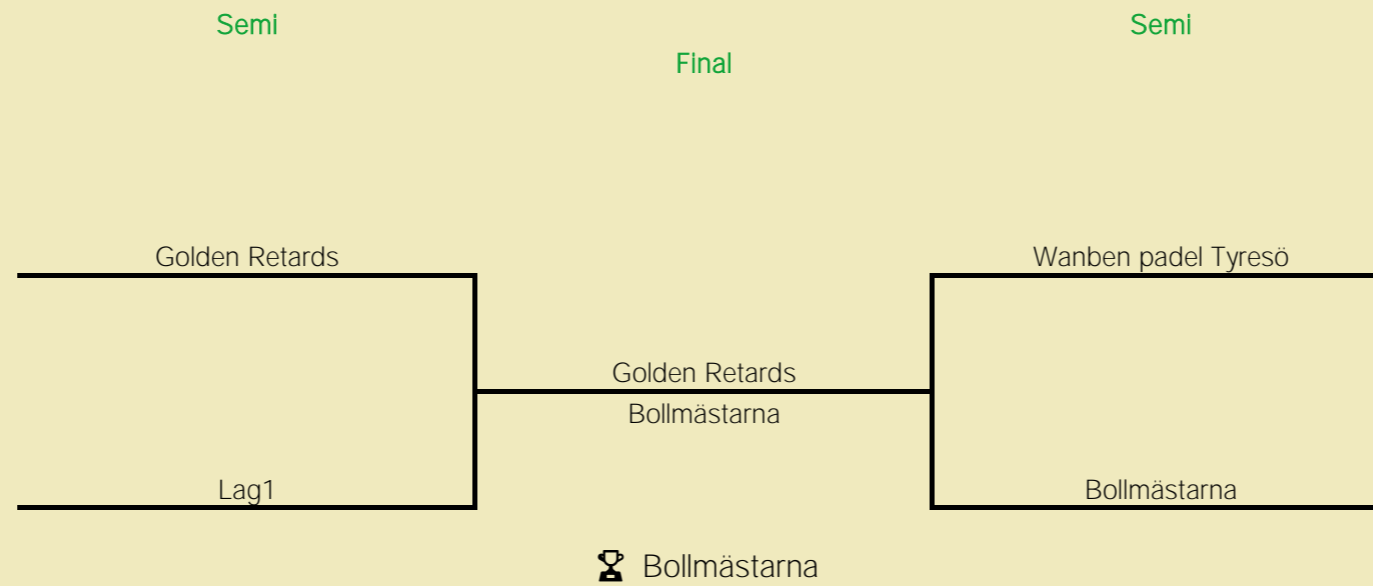 Semi
Semi
Final
Golden Retards
Wanben padel Tyresö
Golden Retards
Bollmästarna
Lag1
Bollmästarna
Bollmästarna